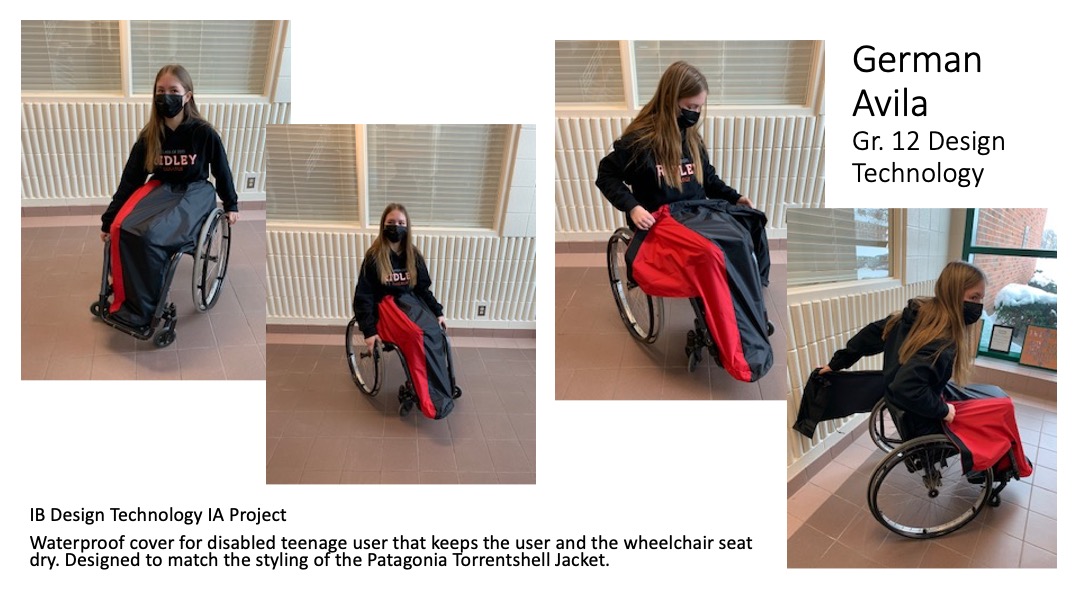 German
Avila
Gr. 12 Design
Technology
IB Design Technology IA Project
Waterproof cover for disabled teenage user that keeps the user and the wheelchair seat
dry. Designed to match the styling of the Patagonia Torrentshell Jacket.